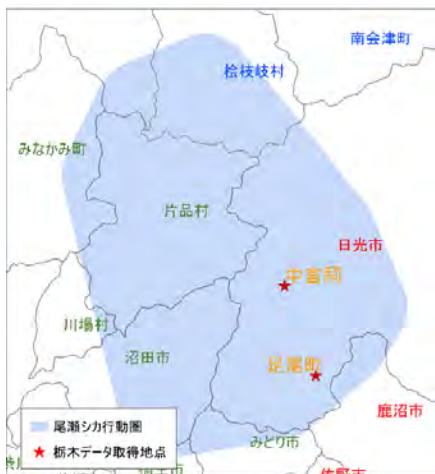 南会津町
桧枝岐村
みなかみ町
片品村
日光市
中宮祠
川場村
沼田市
足尾町
鹿沼市
尾瀬シカ行動圏
みどり市
栃木データ取得地点